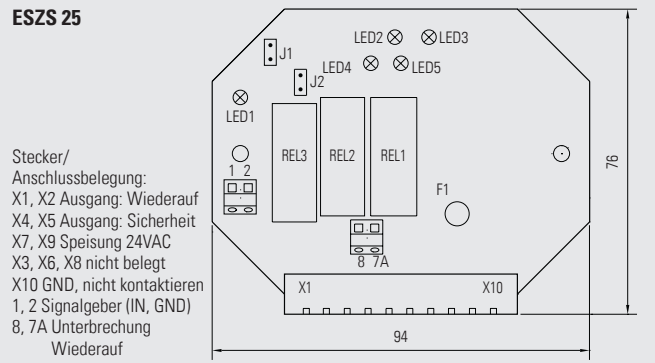 ESZS 25
LED2 LED3
J1
LED4 LED5
J2
LED1
REL3 REL2 REL1
1 2
F1
76
8 7A
X1 X10
94
Stecker/
Anschlussbelegung:
X1, X2 Ausgang: Wiederauf
X4, X5 Ausgang: Sicherheit
X7, X9 Speisung 24VAC
X3, X6, X8 nicht belegt
X10 GND, nicht kontaktieren
1, 2 Signalgeber (IN, GND)
8, 7A Unterbrechung
Wiederauf